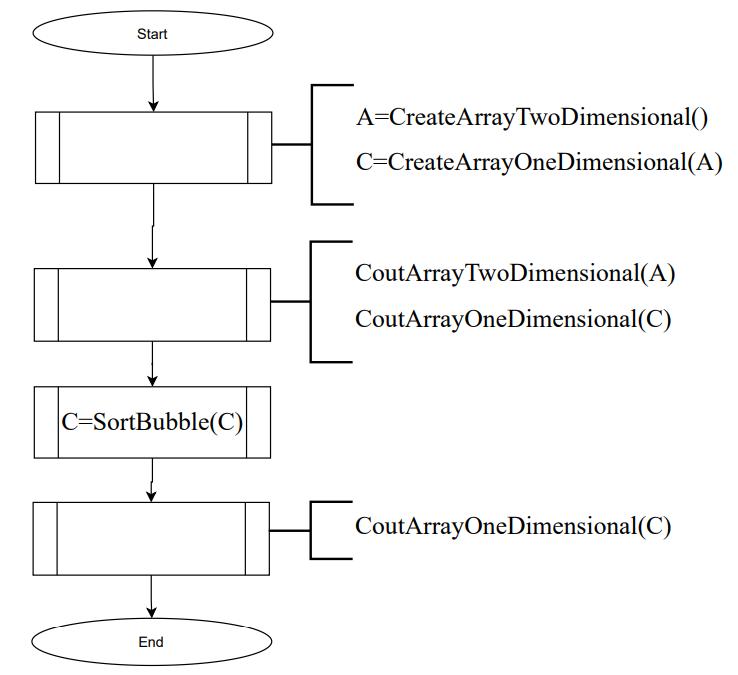 Start
A=CreateArrayTwoDimensional()
C=CreateArrayOneDimensional(A)
CoutArrayTwoDimensional(A)
CoutArrayOneDimensional(C)
C=SortBubble(C)
CoutArrayOneDimensional(C)
End